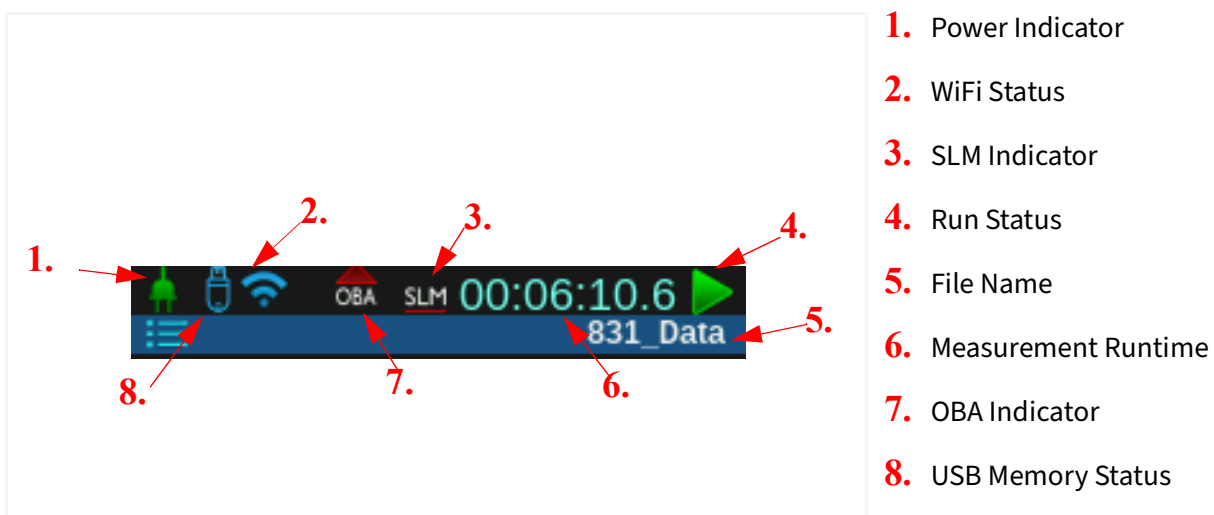 1. Power Indicator
2. WiFi Status
3. SLM Indicator
4. Run Status
5. File Name
6. Measurement Runtime
7. OBA Indicator
8. USB Memory Status
2.
3.
4.
1.
OBA SLM 00:06:10.6
831_Data
5.
8.
7.
6.